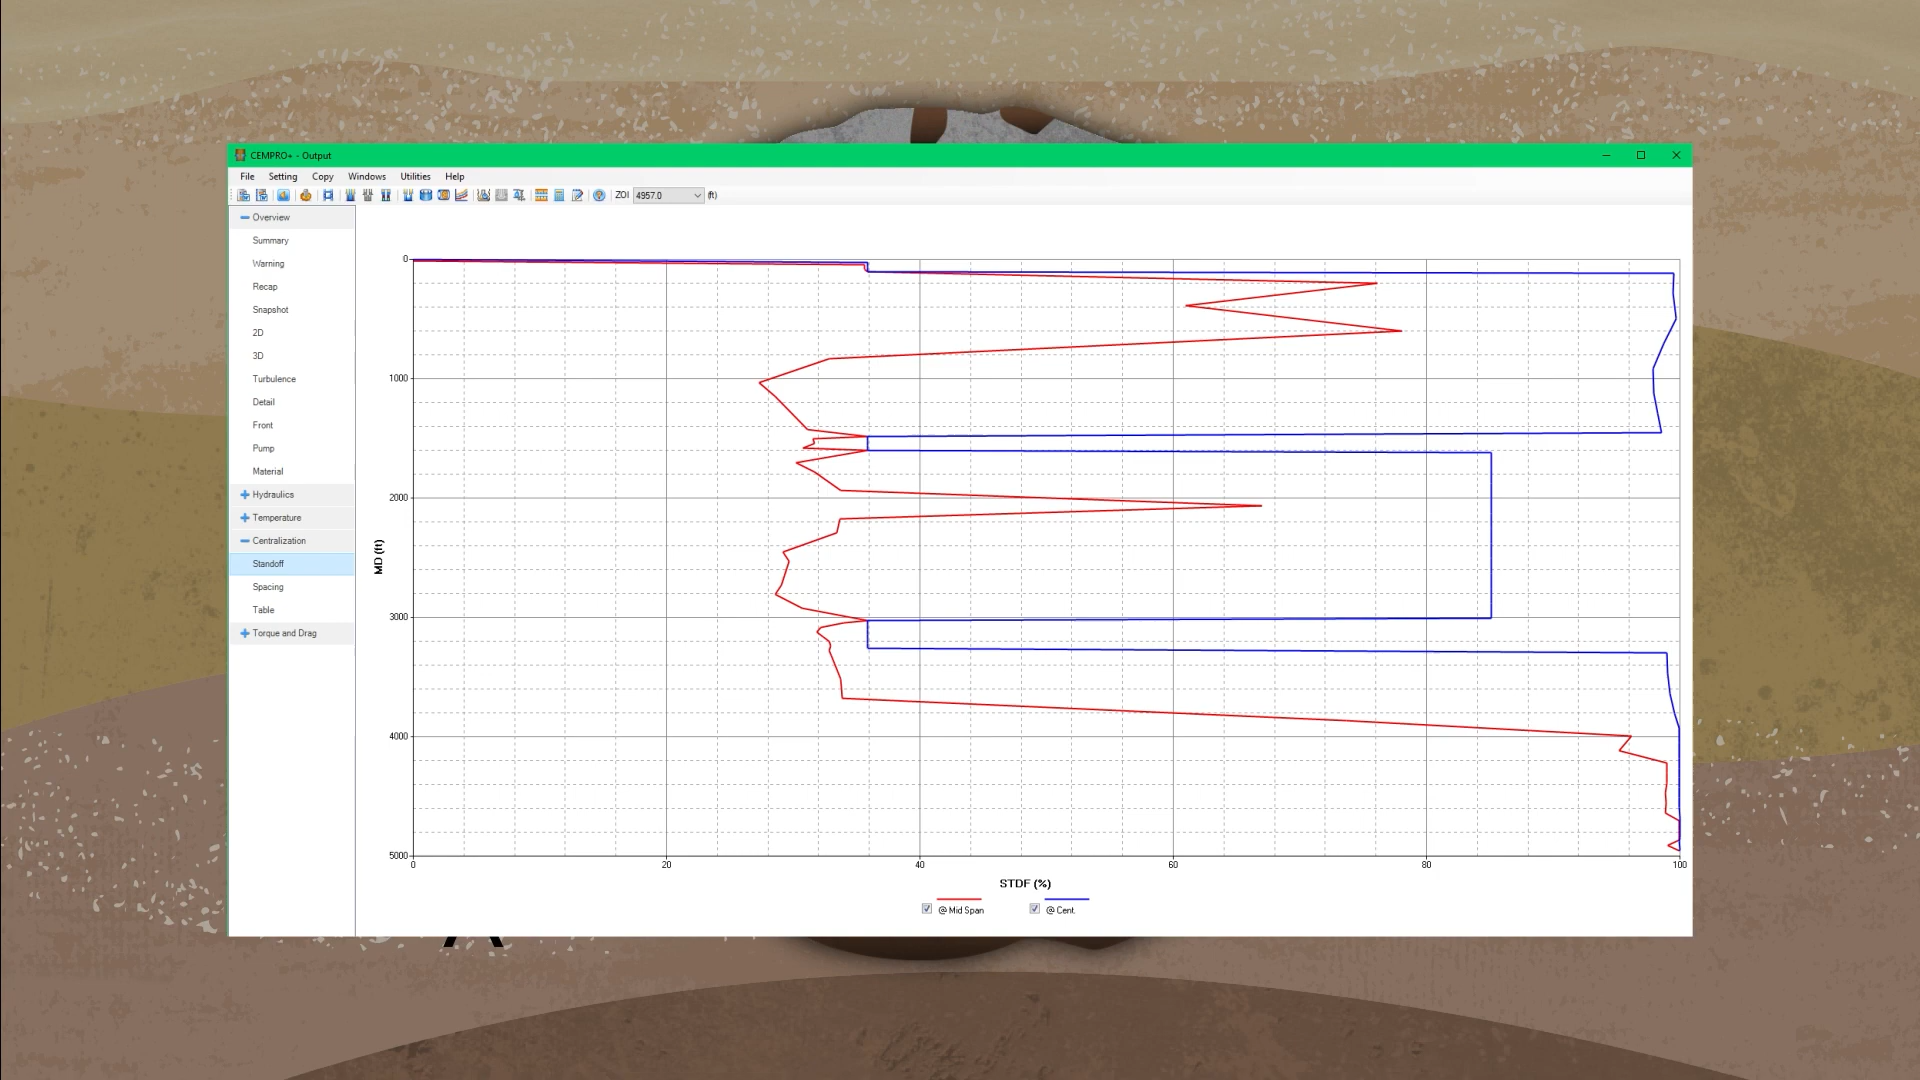 CEMPRO+ - Output
File Setting Copy Windows Utilities Help
ZOI 4957.0 (ft)
Overview
Summary
Warning
Recap
Snapshot
2D
3D
Turbulence
Detail
Front
Pump
Material
Hydraulics
Temperature
Centralization
Standoff
Spacing
Table
Torque and Drag
0
1000
2000
3000
4000
5000
MD (ft)
0 20 40 60 80 100
STDF (%)
@ Mid Span @ Cent.